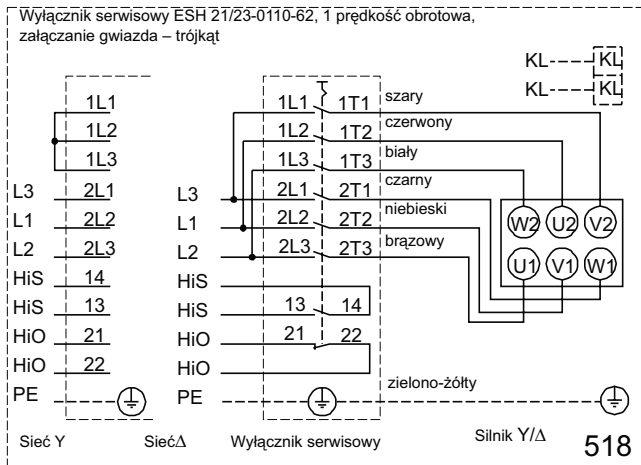 Wyłącznik serwisowy ESH 21/23-0110-62, 1 prędkość obrotowa,
załączanie gwiazda – trójkąt
KL KL
KL KL
1L1 1L1 1T1 szary
1L2 1L2 1T2 czerwony
1L3 1L3 1T3 biały
L3 2L1 L3 2L1 2T1 czarny
L1 2L2 L1 2L2 2T2 niebieski
L2 2L3 L2 2L3 2T3 brązowy
W2 U2 V2
U1 V1 W1
HiS 14 HiS
HiS 13 HiS 13 14
HiO 21 HiO 21 22
HiO 22 HiO
PE PE zielono-żółty
Sieć Y Sieć∆ Wyłącznik serwisowy Silnik Y/∆ 518